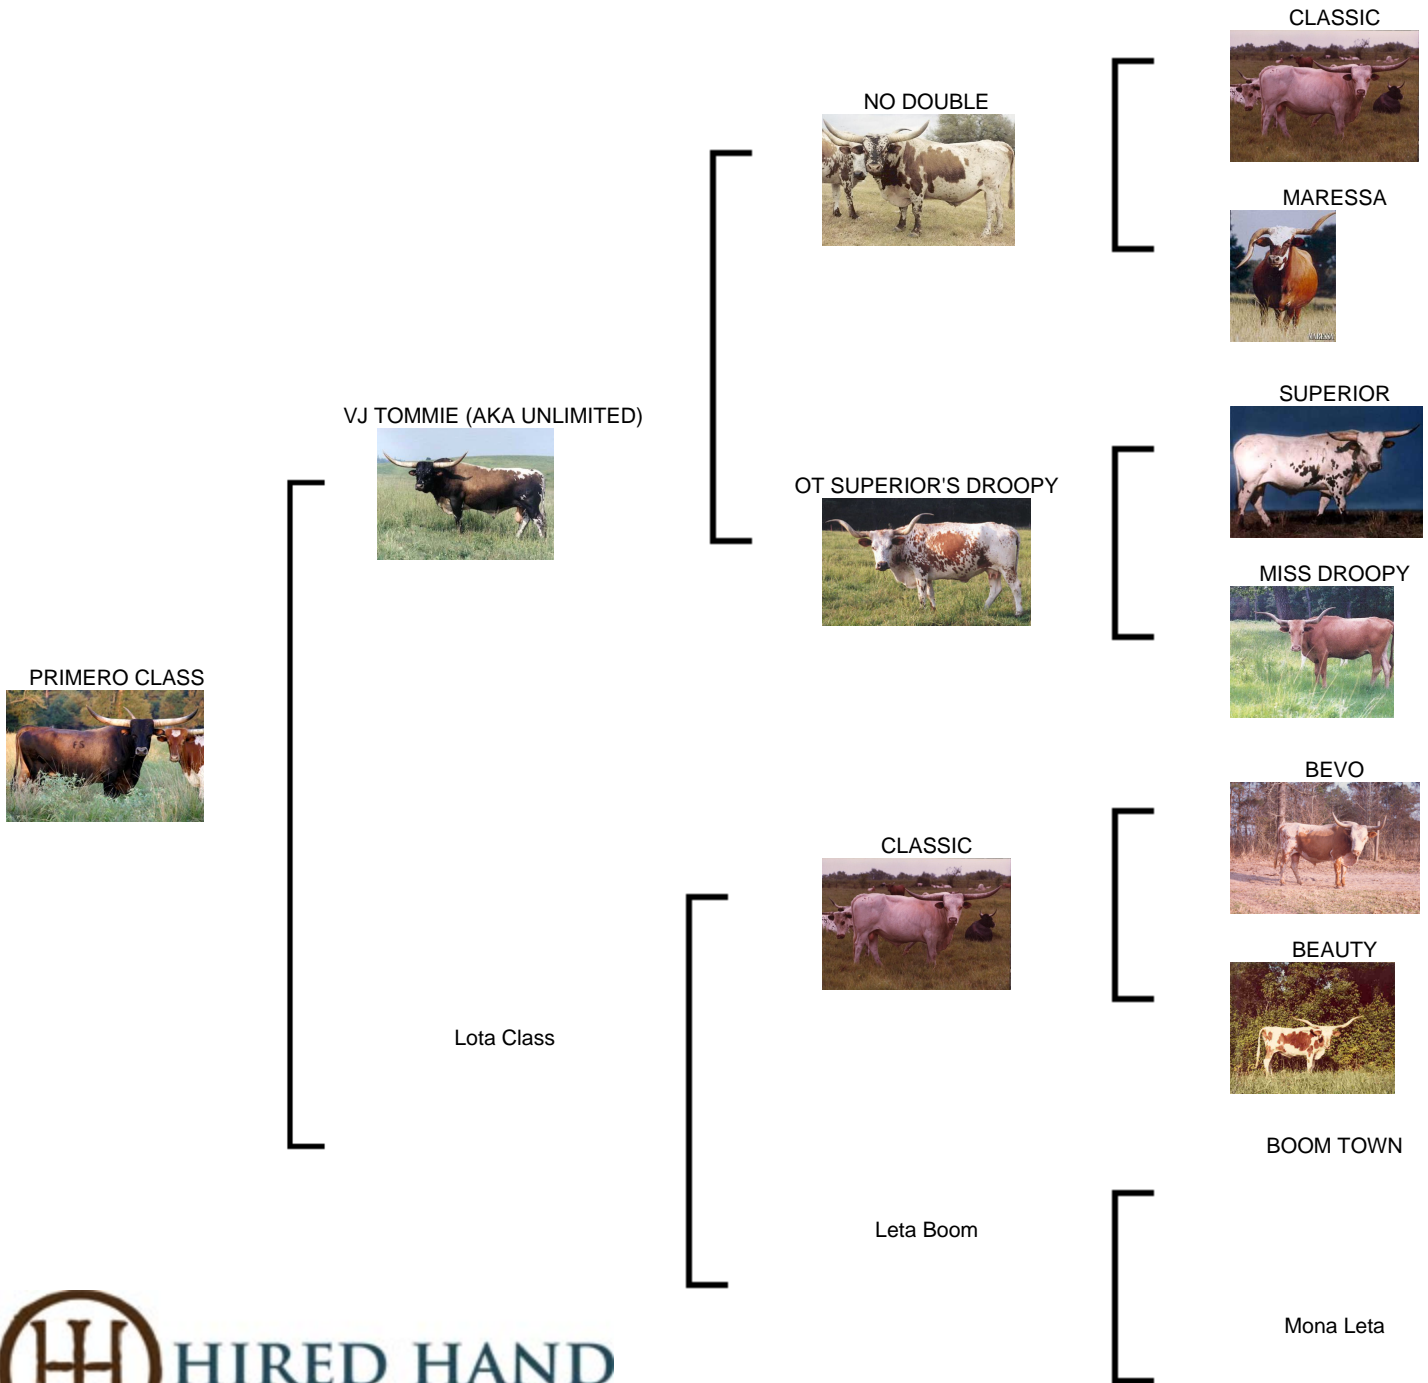 CLASSIC
NO DOUBLE
MARESSA
MARESSA
VJ TOMMIE (AKA UNLIMITED)
SUPERIOR
OT SUPERIOR'S DROOPY
MISS DROOPY
PRIMERO CLASS
BEVO
CLASSIC
BEAUTY
Lota Class
BOOM TOWN
Leta Boom
Mona Leta
HIRED HAND